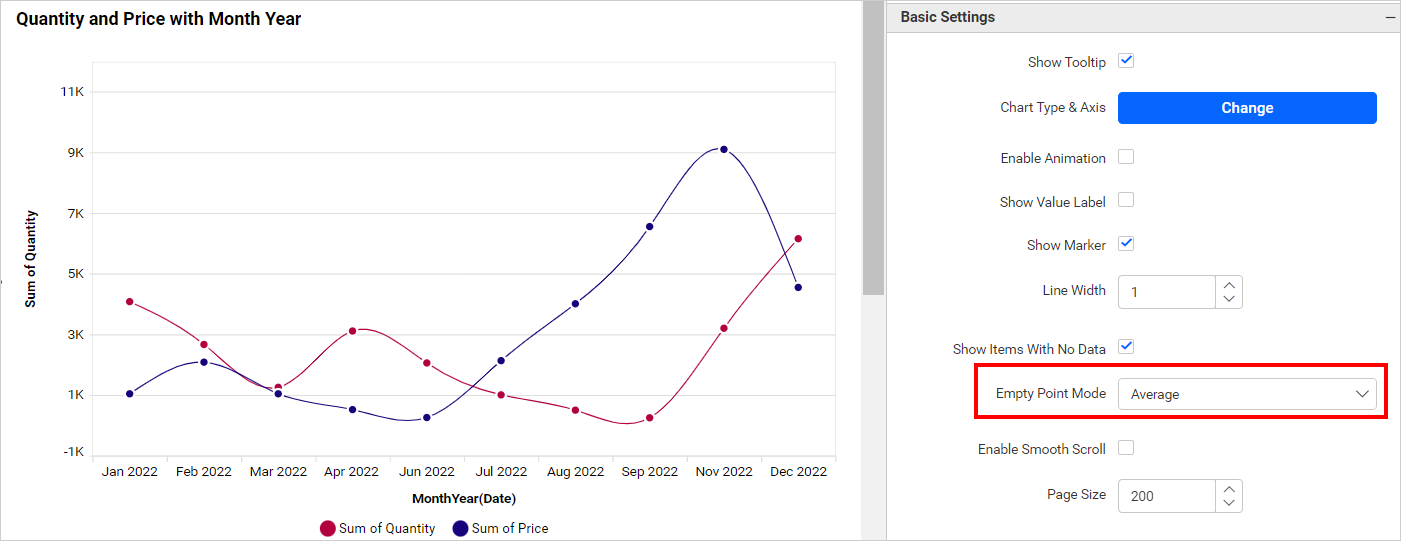 Quantity and Price with Month Year
11K
9K
7K
5K
3K
1K
-1K
Sum of Quantity
Jan 2022 Feb 2022 Mar 2022 Apr 2022 Jun 2022 Jul 2022 Aug 2022 Sep 2022 Nov 2022 Dec 2022
MonthYear(Date)
Sum of Quantity Sum of Price
Basic Settings
Show Tooltip
Chart Type & Axis Change
Enable Animation
Show Value Label
Show Marker
Line Width 1
Show Items With No Data
Empty Point Mode Average
Enable Smooth Scroll
Page Size 200